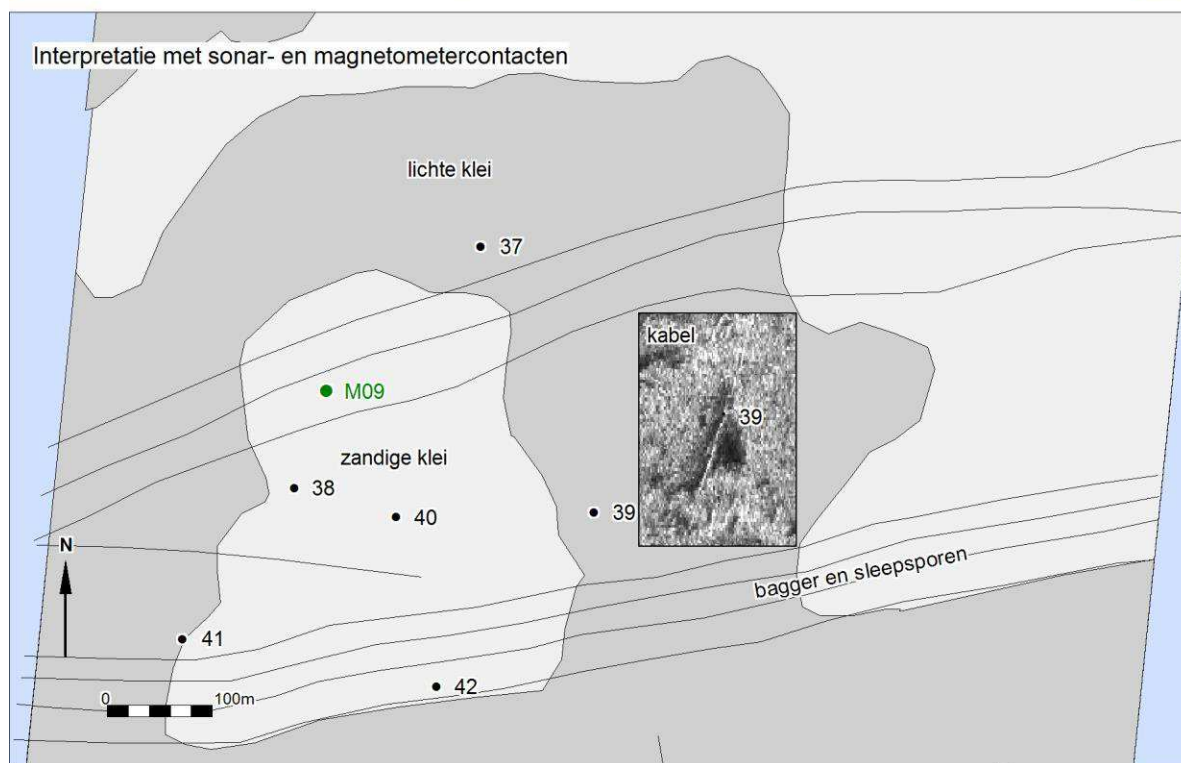 Interpretatie met sonar- en magnetometercontacten
lichte klei
37
kabel
39
M09
zandige klei
38
40
39
N
bagger en sleepsporen
41
42
0
100m